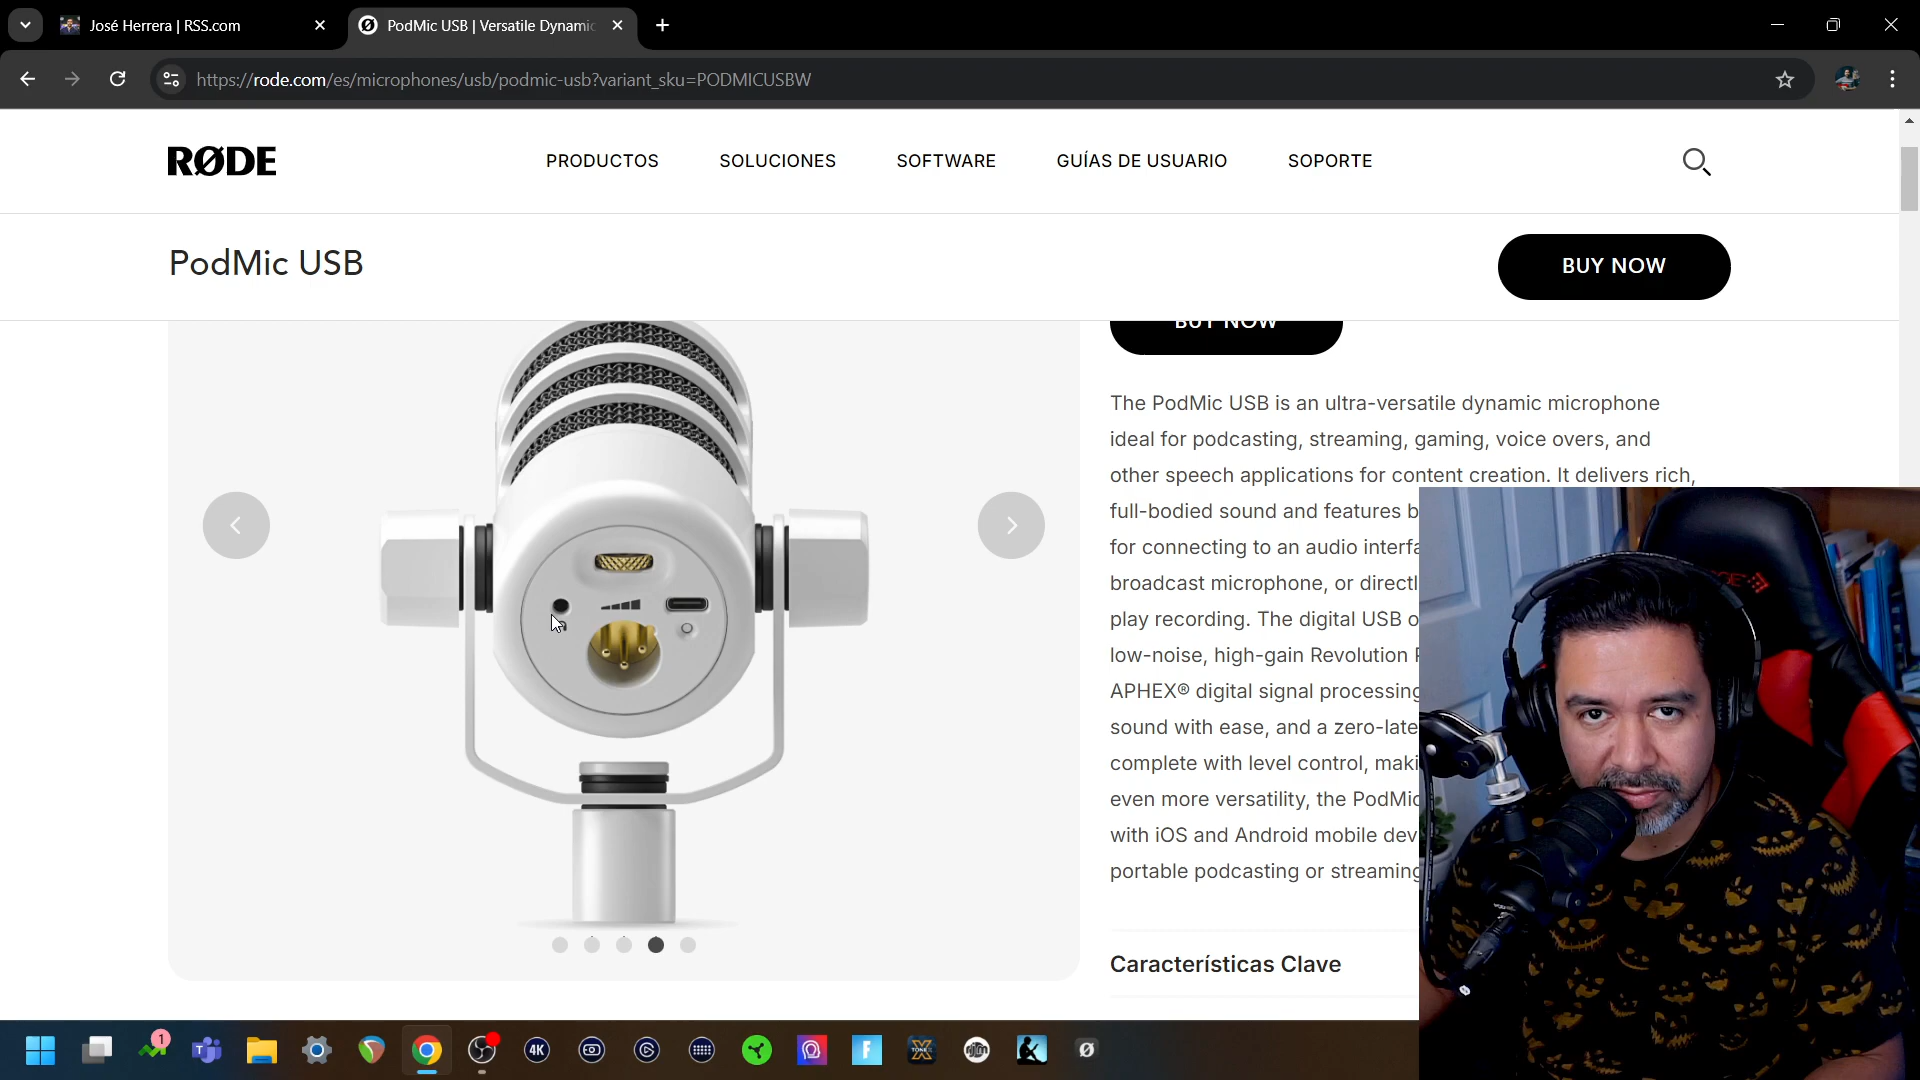 José Herrera | RSS.com
PodMic USB | Versatile Dynamic
https://rode.com/es/microphones/usb/podmic-usb?variant_sku=PODMICUSBW
RØDE
PRODUCTOS
SOLUCIONES
SOFTWARE
GUÍAS DE USUARIO
SOPORTE
PodMic USB
BUY NOW
BUY NOW
The PodMic USB is an ultra-versatile dynamic microphone
ideal for podcasting, streaming, gaming, voice overs, and
other speech applications for content creation. It delivers rich,
full-bodied sound and features b
for connecting to an audio interfa
broadcast microphone, or directl
play recording. The digital USB o
low-noise, high-gain Revolution P
APHEX® digital signal processing
sound with ease, and a zero-late
complete with level control, maki
even more versatility, the PodMic
with iOS and Android mobile dev
portable podcasting or streaming
Características Clave
1
4K